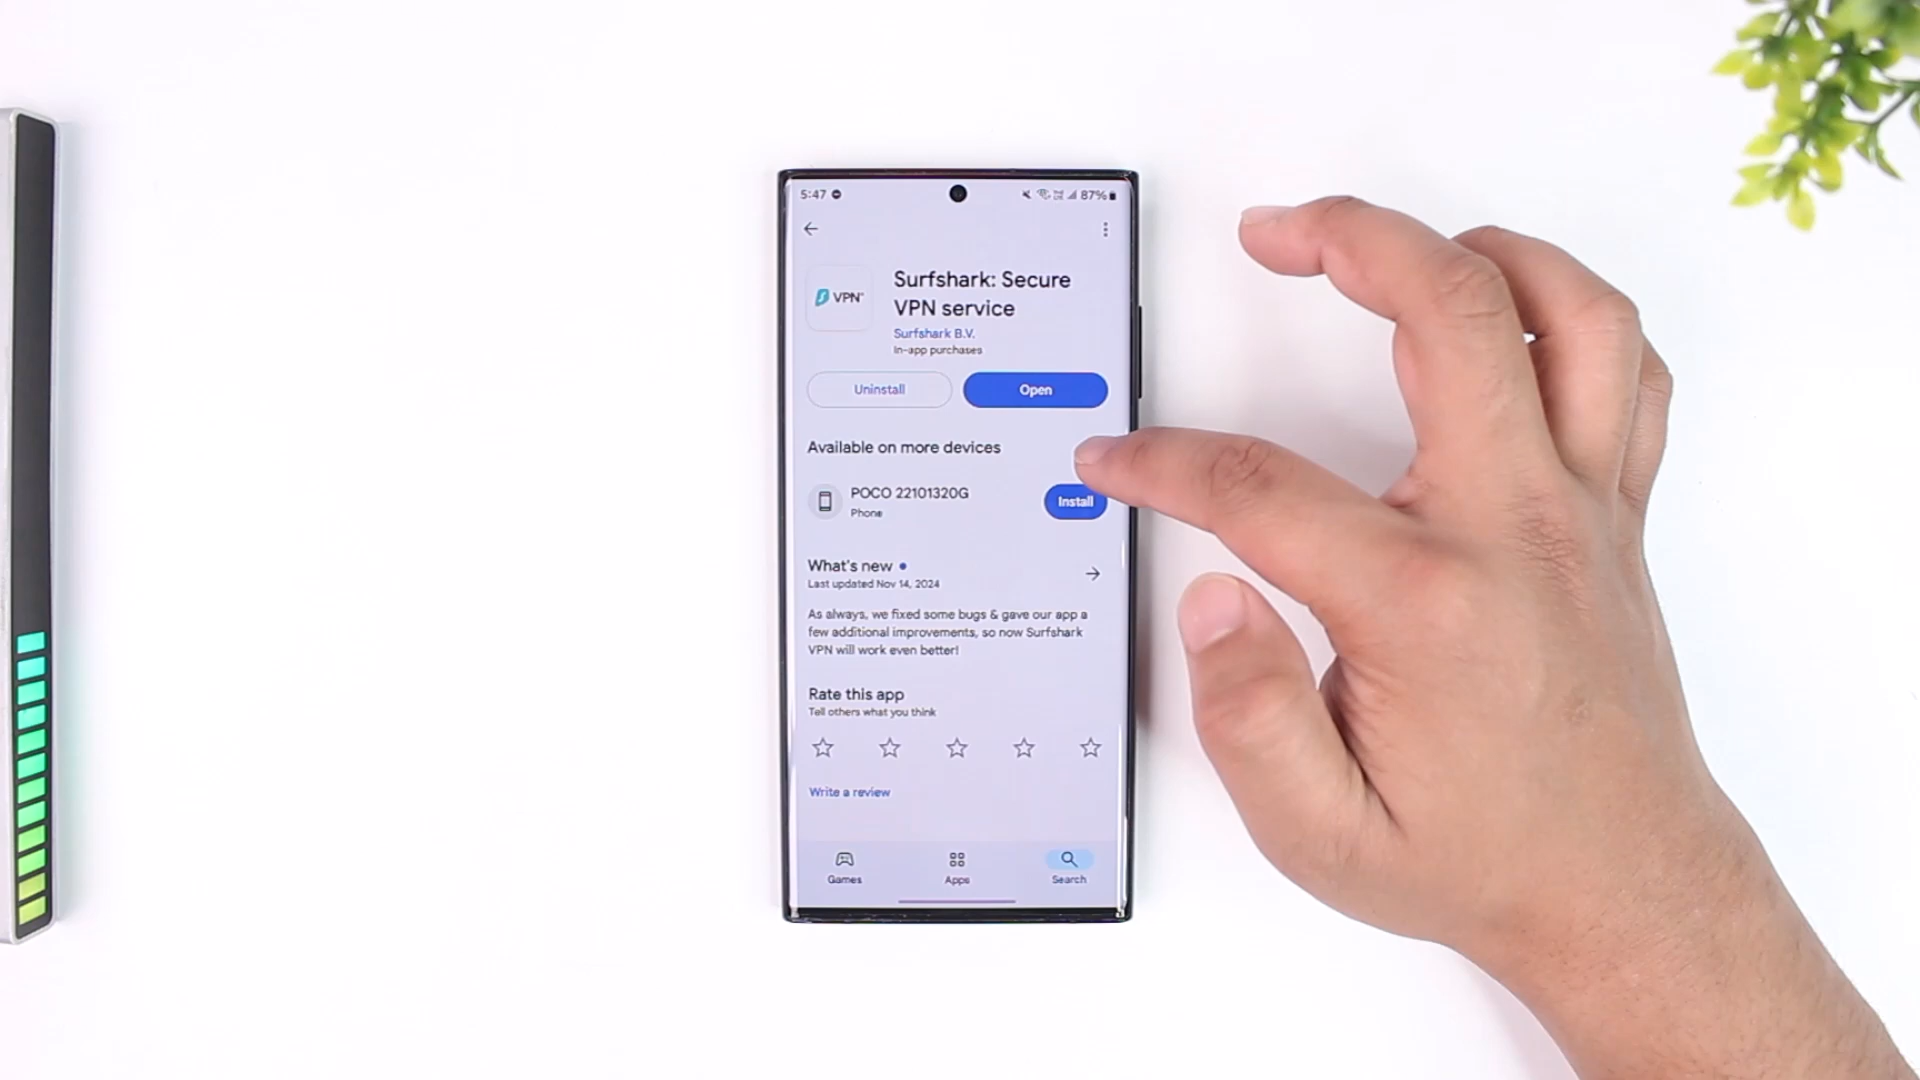 5:47
87%
VPN
Surfshark: Secure
VPN service
Surfshark B.V.
In-app purchases
Uninstall
Open
Available on more devices
POCO 22101320G
Phone
Install
What's new
Last updated Nov 14, 2024
As always, we fixed some bugs & gave our app a
few additional improvements, so now Surfshark
VPN will work even better!
Rate this app
Tell others what you think
Write a review
Games
Apps
Search